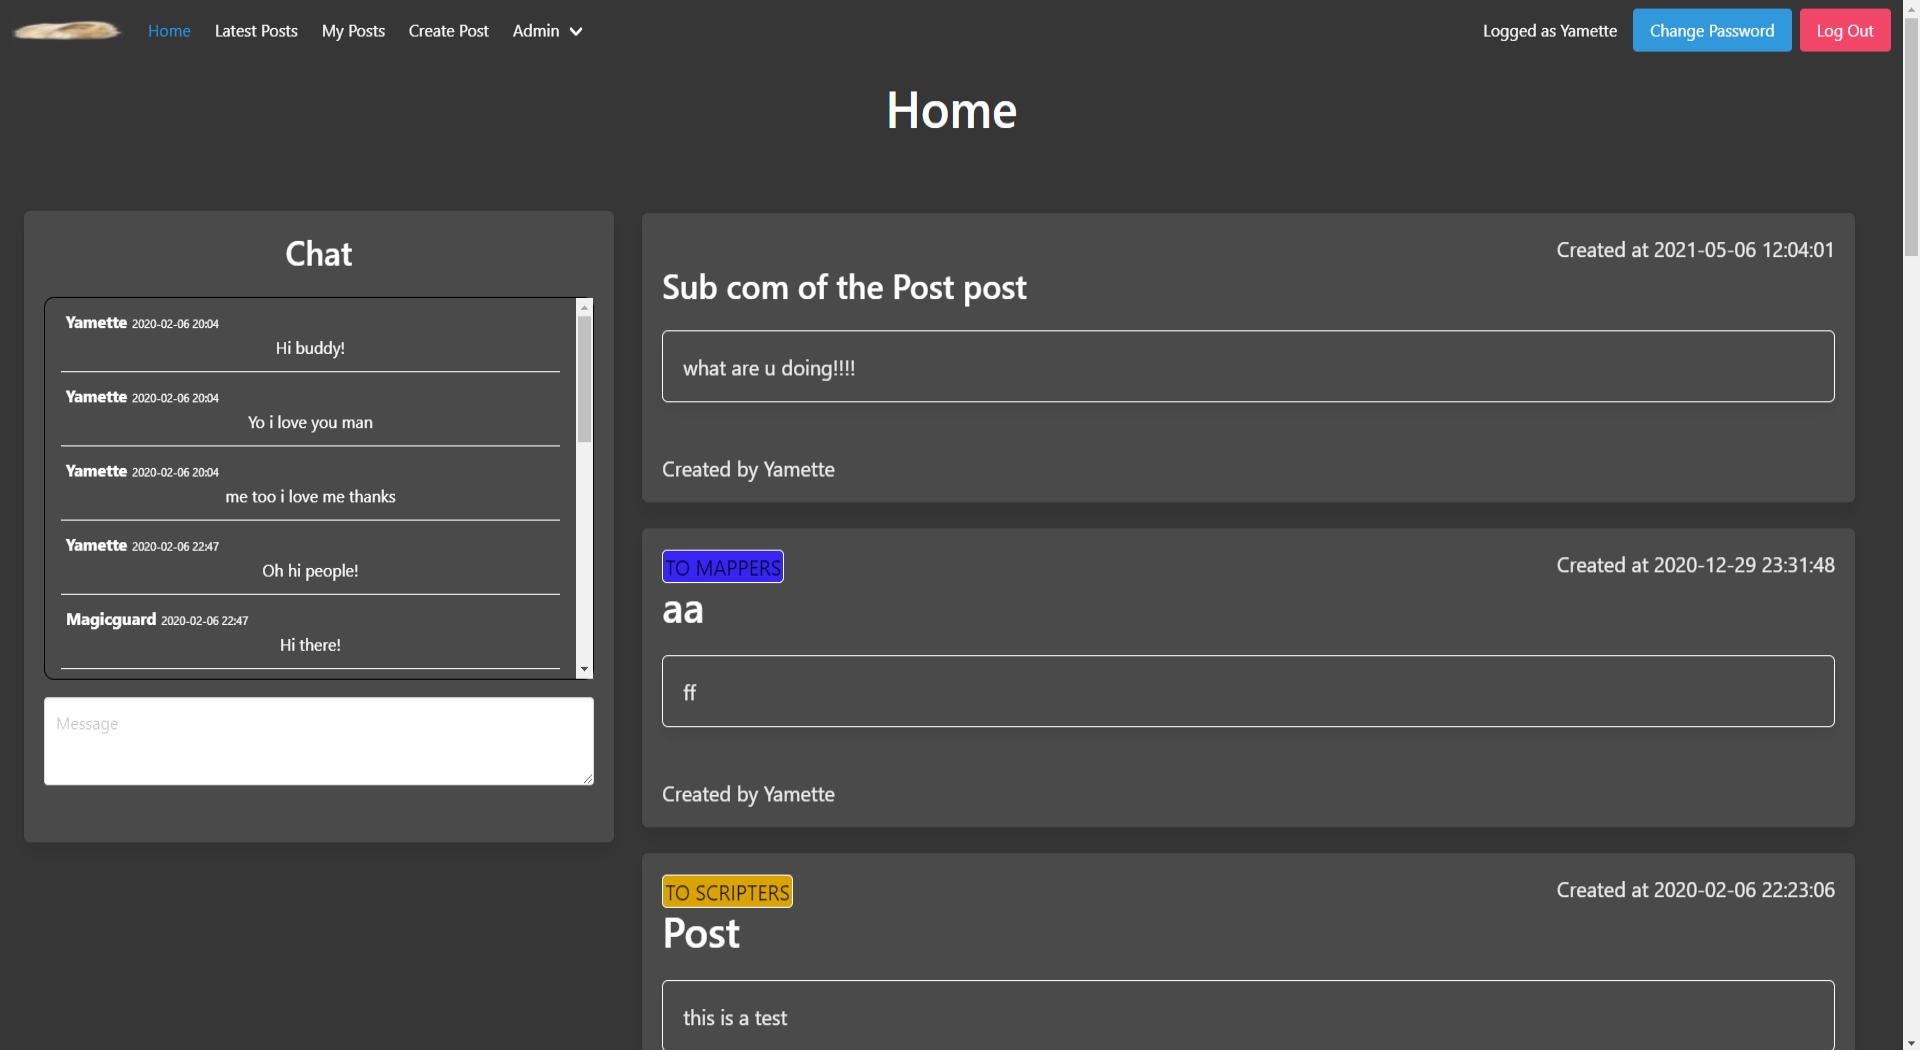 Home Latest Posts My Posts Create Post Admin Logged as Yamette Change Password Log Out
Home
Chat
Yamette 2020-02-06 20:04
Hi buddy!
Yamette 2020-02-06 20:04
Yo i love you man
Yamette 2020-02-06 20:04
me too i love me thanks
Yamette 2020-02-06 22:47
Oh hi people!
Magicguard 2020-02-06 22:47
Hi there!
Message
Created at 2021-05-06 12:04:01
Sub com of the Post post
what are u doing!!!!
Created by Yamette
TO MAPPERS
Created at 2020-12-29 23:31:48
aa
ff
Created by Yamette
TO SCRIPTERS
Created at 2020-02-06 22:23:06
Post
this is a test